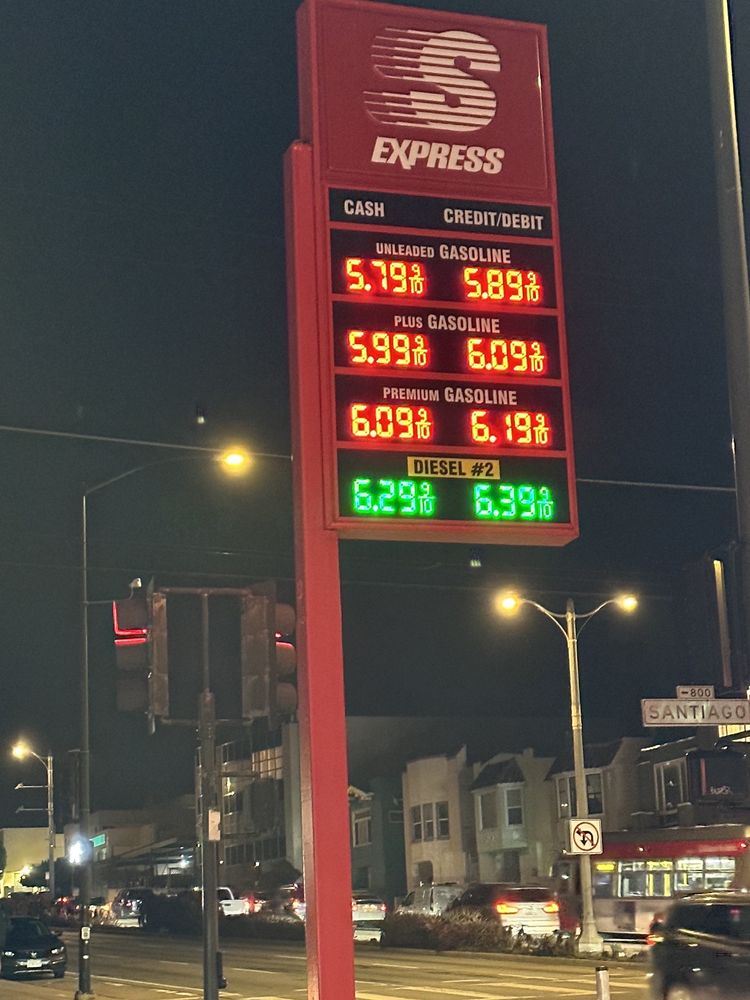 S
EXPRESS
CASH CREDIT/DEBIT
UNLEADED GASOLINE
5.79 9/10 5.89 9/10
PLUS GASOLINE
5.99 9/10 6.09 9/10
PREMIUM GASOLINE
6.09 9/10 6.19 9/10
DIESEL #2
6.29 9/10 6.39 9/10
800
SANTIAGO